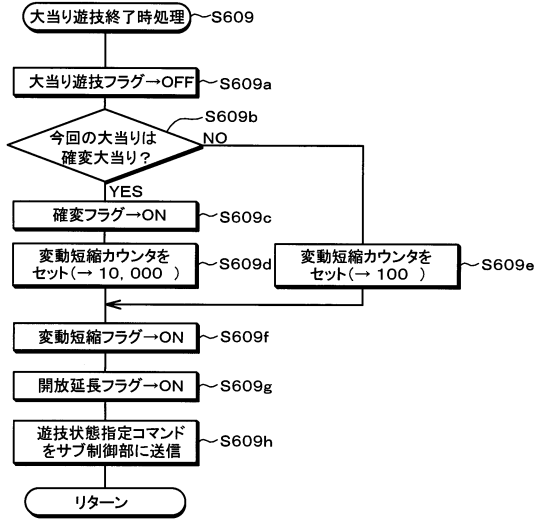 大当り遊技終了時処理 S609
大当り遊技フラグ→OFF S609a
S609b
今回の大当りは
確変大当り？
NO
YES
確変フラグ→ON S609c
変動短縮カウンタを
セット(→ 10,000 ) S609d
変動短縮カウンタを
セット(→ 100 ) S609e
変動短縮フラグ→ON S609f
開放延長フラグ→ON S609g
遊技状態指定コマンド
をサブ制御部に送信 S609h
リターン